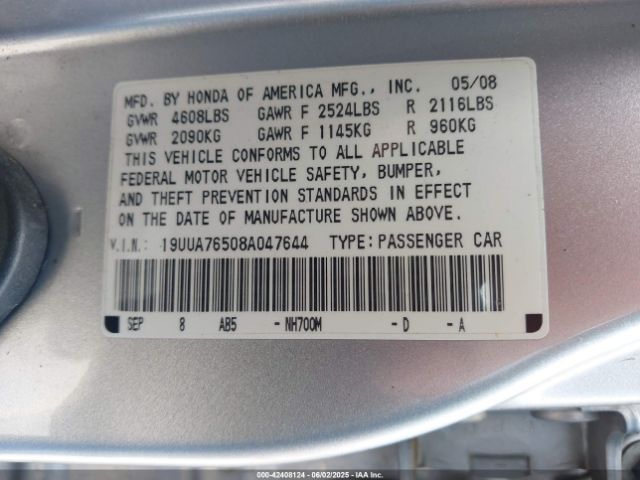 MFD. BY HONDA OF AMERICA MFG., INC. 05/08
GVWR 4608LBS GAWR F 2524LBS R 2116LBS
GVWR 2090KG GAWR F 1145KG R 960KG
THIS VEHICLE CONFORMS TO ALL APPLICABLE
FEDERAL MOTOR VEHICLE SAFETY, BUMPER,
AND THEFT PREVENTION STANDARDS IN EFFECT
ON THE DATE OF MANUFACTURE SHOWN ABOVE.
V.I.N.: 19UUA76508A047644 TYPE: PASSENGER CAR
SEP 8 AB5 -NH700M -D -A
000-42408124 | 06/02/2025 - IAA, Inc.